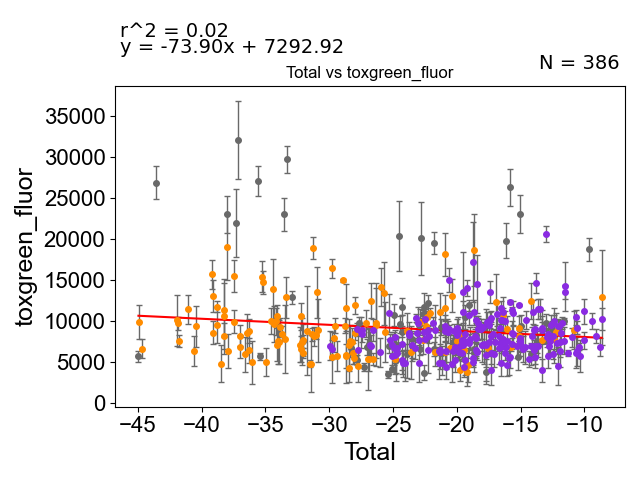 r^2 = 0.02
y = -73.90x + 7292.92
N = 386
Total vs toxgreen_fluor
35000
30000
25000
20000
15000
10000
5000
0
toxgreen_fluor
−45 −40 −35 −30 −25 −20 −15 −10
Total